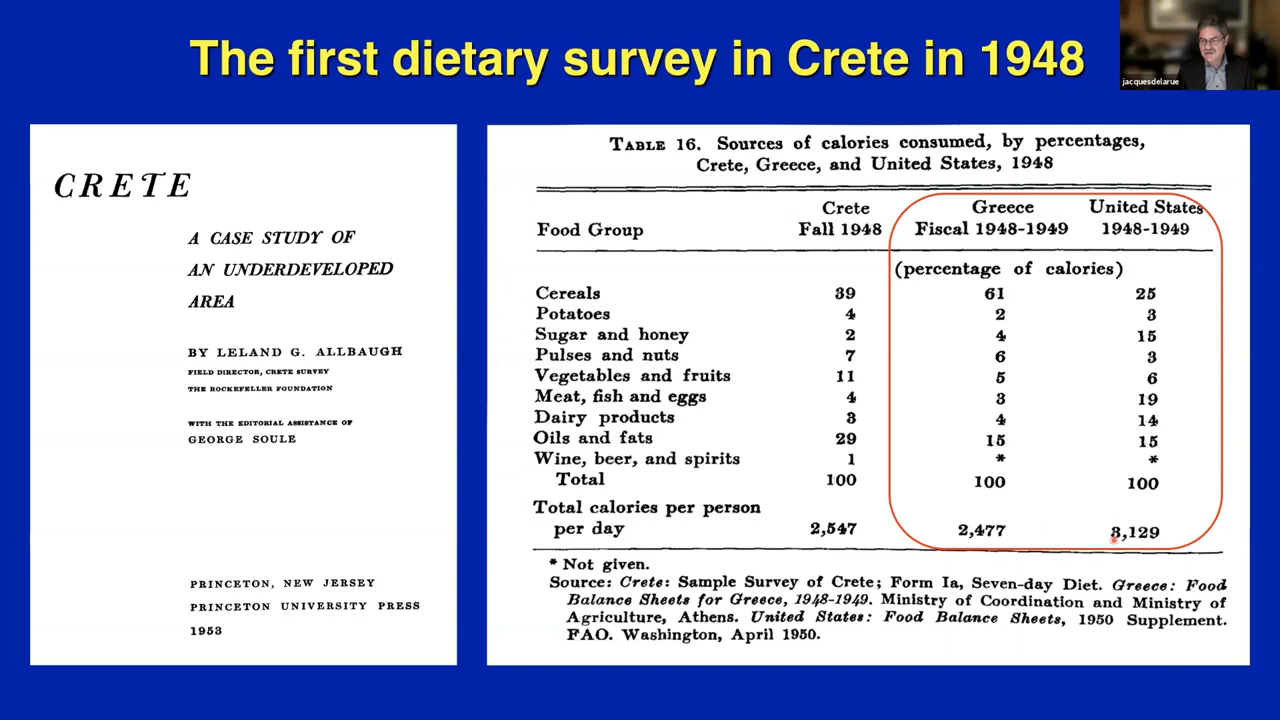 The first dietary survey in Crete in 1948
jacquesdelarue
CRETE
A CASE STUDY OF
AN UNDERDEVELOPED
AREA
BY LELAND G. ALLBAUGH
FIELD DIRECTOR, CRETE SURVEY
THE ROCKEFELLER FOUNDATION
WITH THE EDITORIAL ASSISTANCE OF
GEORGE SOULE
PRINCETON, NEW JERSEY
PRINCETON UNIVERSITY PRESS
1953
TABLE 16. Sources of calories consumed, by percentages,
Crete, Greece, and United States, 1948
Crete Greece United States
Food Group Fall 1948 Fiscal 1948-1949 1948-1949
(percentage of calories)
Cereals 39 61 25
Potatoes 4 2 3
Sugar and honey 2 4 15
Pulses and nuts 7 6 3
Vegetables and fruits 11 5 6
Meat, fish and eggs 4 3 19
Dairy products 3 4 14
Oils and fats 29 15 15
Wine, beer, and spirits 1 * *
Total 100 100 100
Total calories per person
per day 2,547 2,477 3,129
* Not given.
Source: Crete: Sample Survey of Crete; Form Ia, Seven-day Diet. Greece: Food
Balance Sheets for Greece, 1948-1949. Ministry of Coordination and Ministry of
Agriculture, Athens. United States: Food Balance Sheets, 1950 Supplement.
FAO. Washington, April 1950.